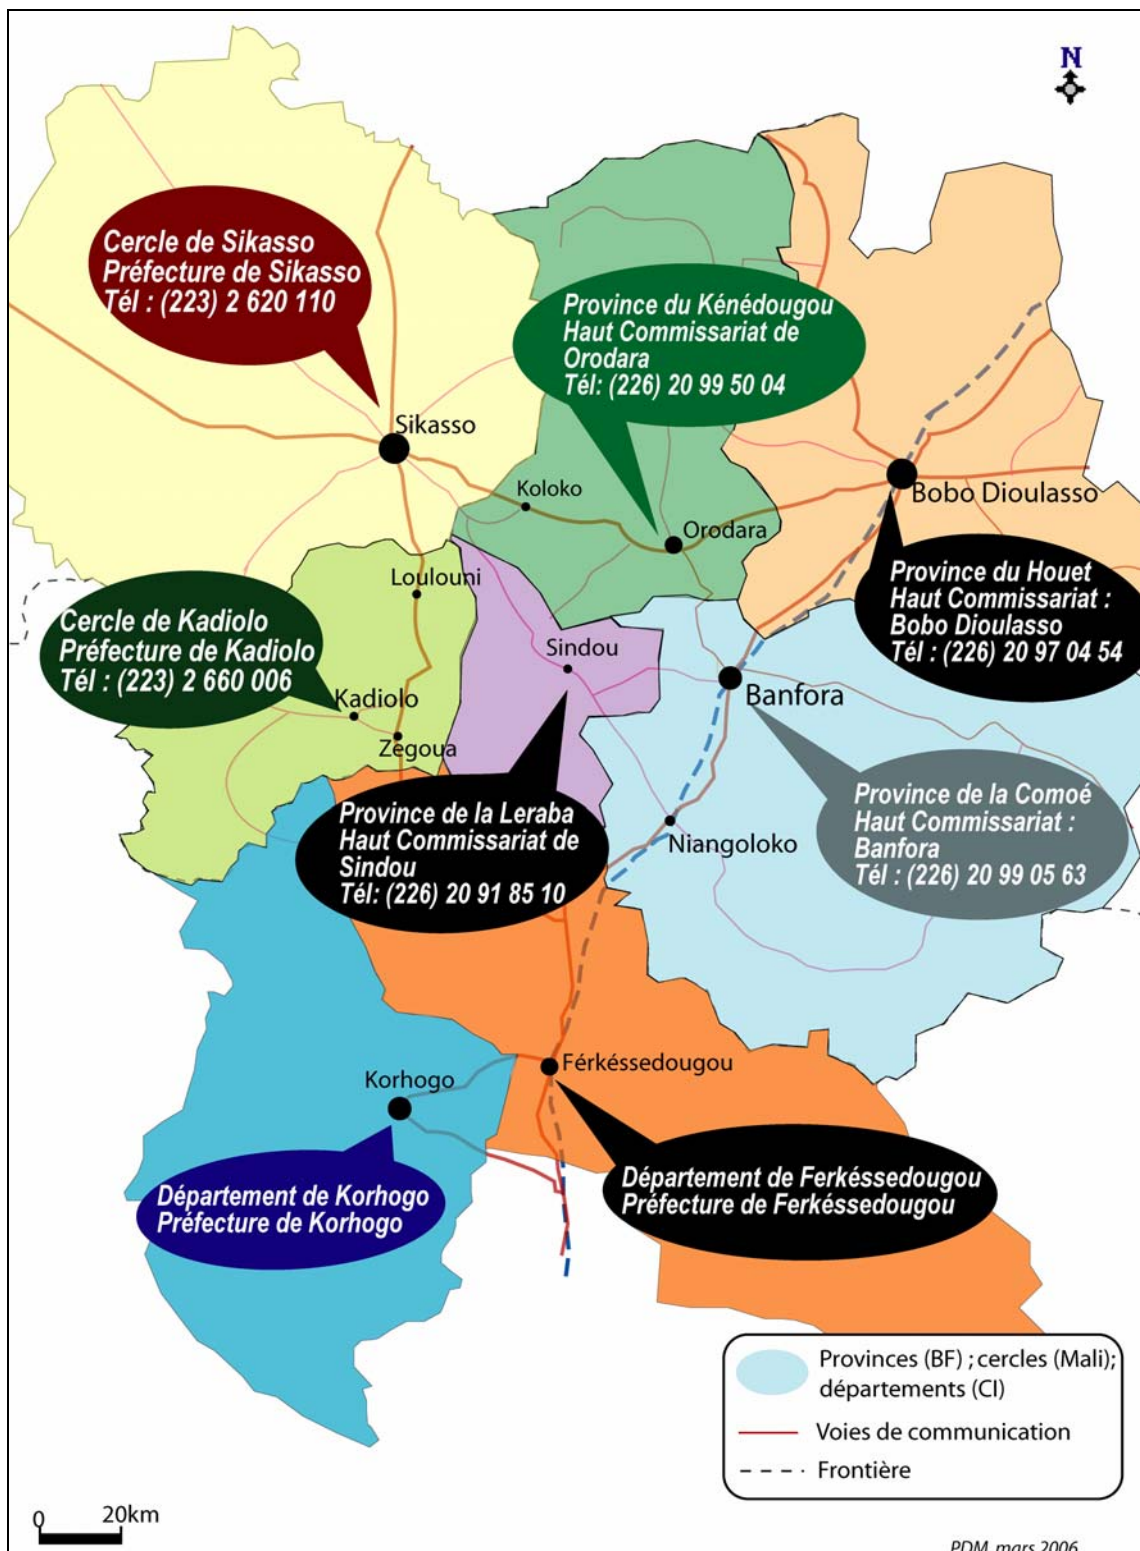 N
Cercle de Sikasso
Préfecture de Sikasso
Tél : (223) 2 620 110
Province du Kénédougou
Haut Commissariat de
Orodara
Tél: (226) 20 99 50 04
Sikasso
Koloko
Bobo Dioulasso
Orodara
Loulouni
Province du Houet
Haut Commissariat :
Bobo Dioulasso
Tél : (226) 20 97 04 54
Cercle de Kadiolo
Préfecture de Kadiolo
Tél : (223) 2 660 006
Sindou
Banfora
Kadiolo
Zégoua
Province de la Leraba
Haut Commissariat de
Sindou
Tél: (226) 20 91 85 10
Province de la Comoé
Haut Commissariat :
Banfora
Tél : (226) 20 99 05 63
Niangoloko
Férkéssedougou
Korhogo
Département de Korhogo
Préfecture de Korhogo
Département de Ferkéssedougou
Préfecture de Ferkéssedougou
Provinces (BF) ; cercles (Mali);
départements (CI)
Voies de communication
Frontière
0 20km
PDM, mars 2006